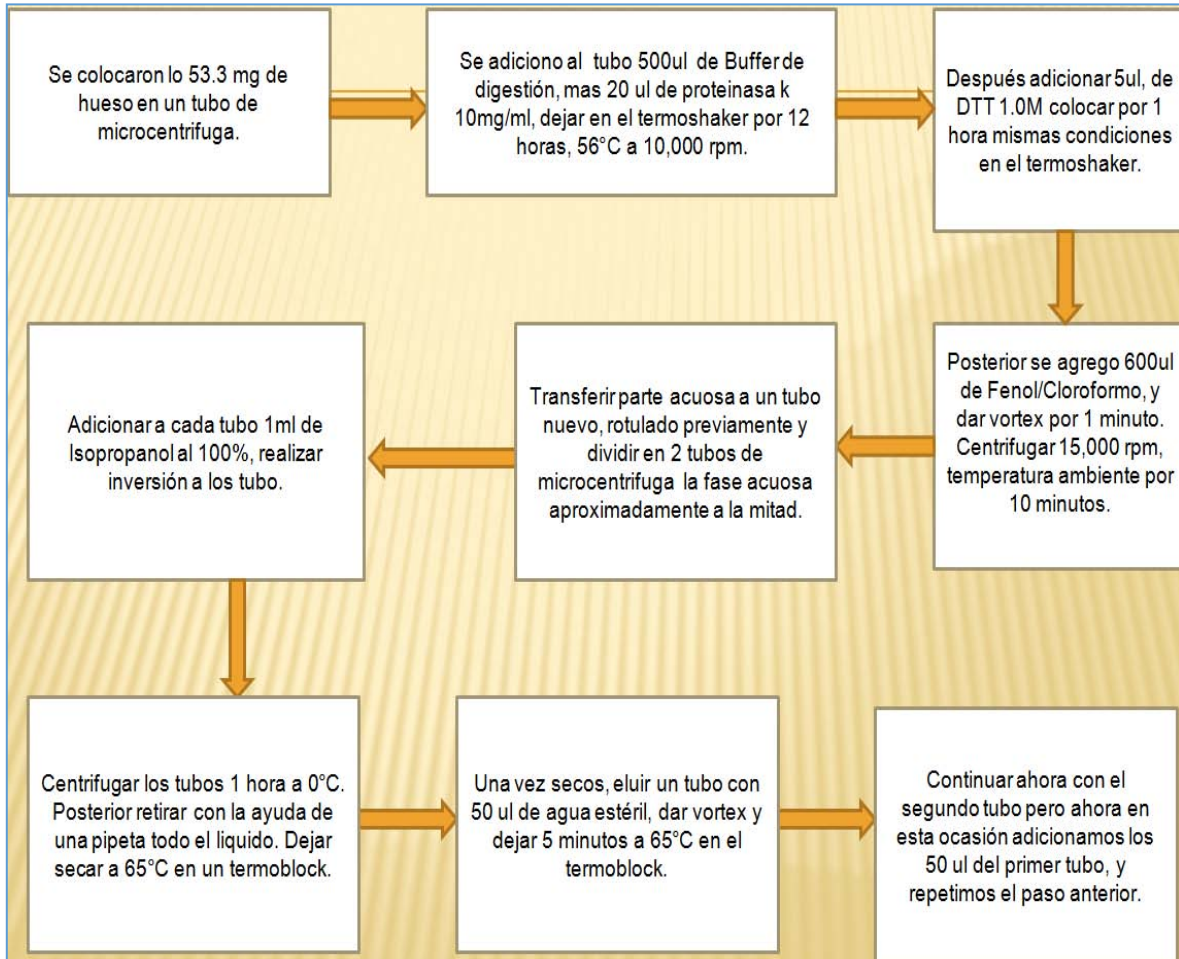 Se colocaron lo 53.3 mg de
hueso en un tubo de
microcentrifuga.
Se adiciono al tubo 500ul de Buffer de
digestión, mas 20 ul de proteinasa k
10mg/ml, dejar en el termoshaker por 12
horas, 56°C a 10,000 rpm.
Después adicionar 5ul, de
DTT 1.0M colocar por 1
hora mismas condiciones
en el termoshaker.
Posterior se agrego 600ul
de Fenol/Cloroformo, y
dar vortex por 1 minuto.
Centrifugar 15,000 rpm,
temperatura ambiente por
10 minutos.
Transferir parte acuosa a un tubo
nuevo, rotulado previamente y
dividir en 2 tubos de
microcentrifuga la fase acuosa
aproximadamente a la mitad.
Adicionar a cada tubo 1ml de
Isopropanol al 100%, realizar
inversión a los tubo.
Centrifugar los tubos 1 hora a 0°C.
Posterior retirar con la ayuda de
una pipeta todo el liquido. Dejar
secar a 65°C en un termoblock.
Una vez secos, eluir un tubo con
50 ul de agua estéril, dar vortex y
dejar 5 minutos a 65°C en el
termoblock.
Continuar ahora con el
segundo tubo pero ahora en
esta ocasión adicionamos los
50 ul del primer tubo, y
repetimos el paso anterior.